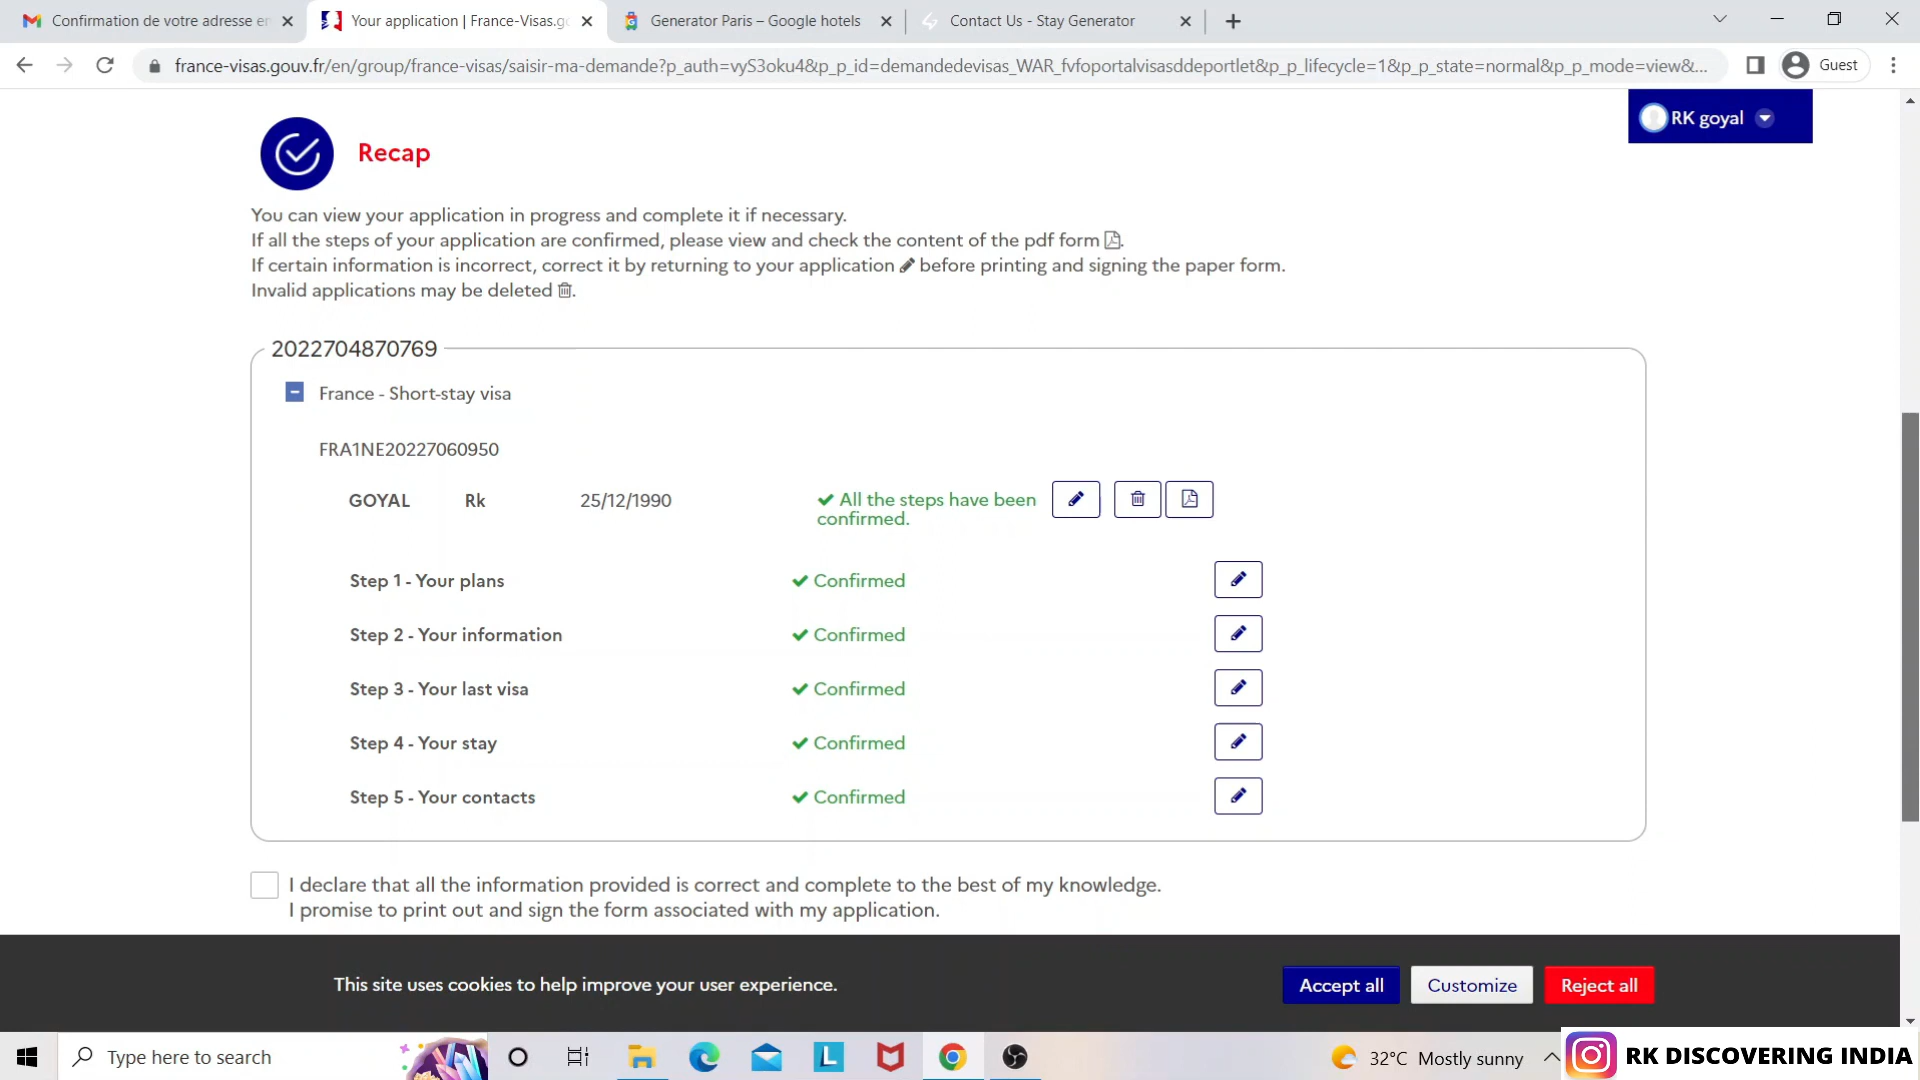 Confirmation de votre adresse en
Your application | France-Visas.go
Generator Paris – Google hotels
Contact Us - Stay Generator
france-visas.gouv.fr/en/group/france-visas/saisir-ma-demande?p_auth=vyS3oku4&p_p_id=demandedevisas_WAR_fvfoportalvisasddeportlet&p_p_lifecycle=1&p_p_state=normal&p_p_mode=view&...
Guest
RK goyal
Recap
You can view your application in progress and complete it if necessary.
If all the steps of your application are confirmed, please view and check the content of the pdf form .
If certain information is incorrect, correct it by returning to your application before printing and signing the paper form.
Invalid applications may be deleted .
2022704870769
France - Short-stay visa
FRA1NE20227060950
GOYAL Rk 25/12/1990 All the steps have been
confirmed.
Step 1 - Your plans Confirmed
Step 2 - Your information Confirmed
Step 3 - Your last visa Confirmed
Step 4 - Your stay Confirmed
Step 5 - Your contacts Confirmed
I declare that all the information provided is correct and complete to the best of my knowledge.
I promise to print out and sign the form associated with my application.
This site uses cookies to help improve your user experience.
Accept all
Customize
Reject all
Type here to search
L
32°C Mostly sunny
RK DISCOVERING INDIA